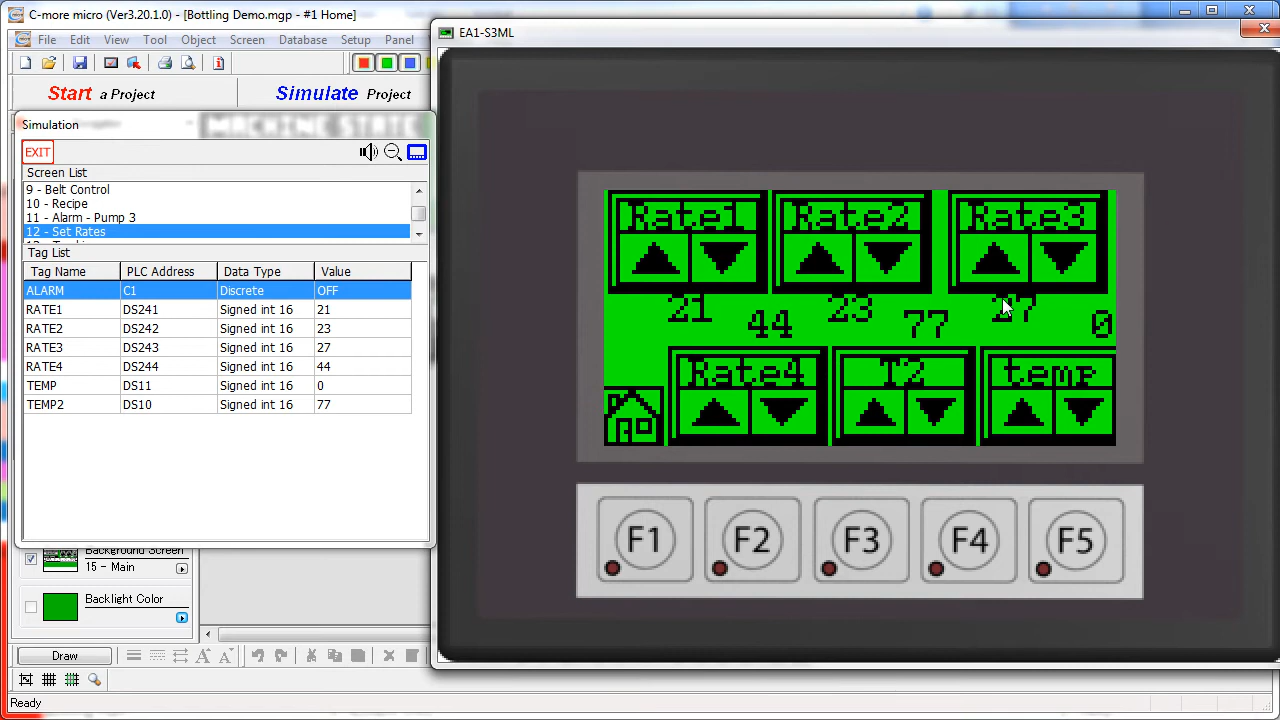 C-more micro (Ver3.20.1.0) - [Bottling Demo.mgp - #1 Home]
File Edit View Tool Object Screen Database Setup Panel
Start a Project
Simulate Project
MACHINE STATE
Simulation
EXIT
Screen List
9 - Belt Control
10 - Recipe
11 - Alarm - Pump 3
12 - Set Rates
Tag List
Tag Name PLC Address Data Type Value
ALARM C1 Discrete OFF
RATE1 DS241 Signed int 16 21
RATE2 DS242 Signed int 16 23
RATE3 DS243 Signed int 16 27
RATE4 DS244 Signed int 16 44
TEMP DS11 Signed int 16 0
TEMP2 DS10 Signed int 16 77
Background Screen
15 - Main
Backlight Color
Draw
Ready
EA1-S3ML
Rate1 Rate2 Rate3
21 23 27
44 77 0
Rate4 T2 temp
F1 F2 F3 F4 F5